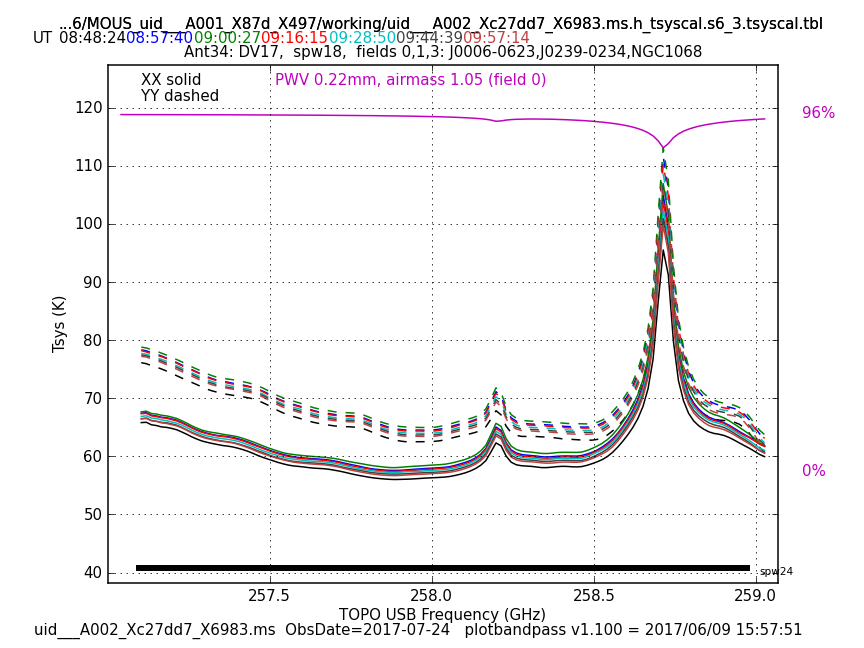 ...6/MOUS_uid___A001_X87d_X497/working/uid___A002_Xc27dd7_X6983.ms.h_tsyscal.s6_3.tsyscal.tbl
UT 08:48:24 08:57:40 09:00:27 09:16:15 09:28:50 09:44:39 09:57:14
Ant34: DV17, spw18, fields 0,1,3: J0006-0623,J0239-0234,NGC1068
XX solid
YY dashed
PWV 0.22mm, airmass 1.05 (field 0)
96%
0%
120
110
100
90
80
70
60
50
40
Tsys (K)
spw24
257.5 258.0 258.5 259.0
TOPO USB Frequency (GHz)
uid___A002_Xc27dd7_X6983.ms ObsDate=2017-07-24 plotbandpass v1.100 = 2017/06/09 15:57:51